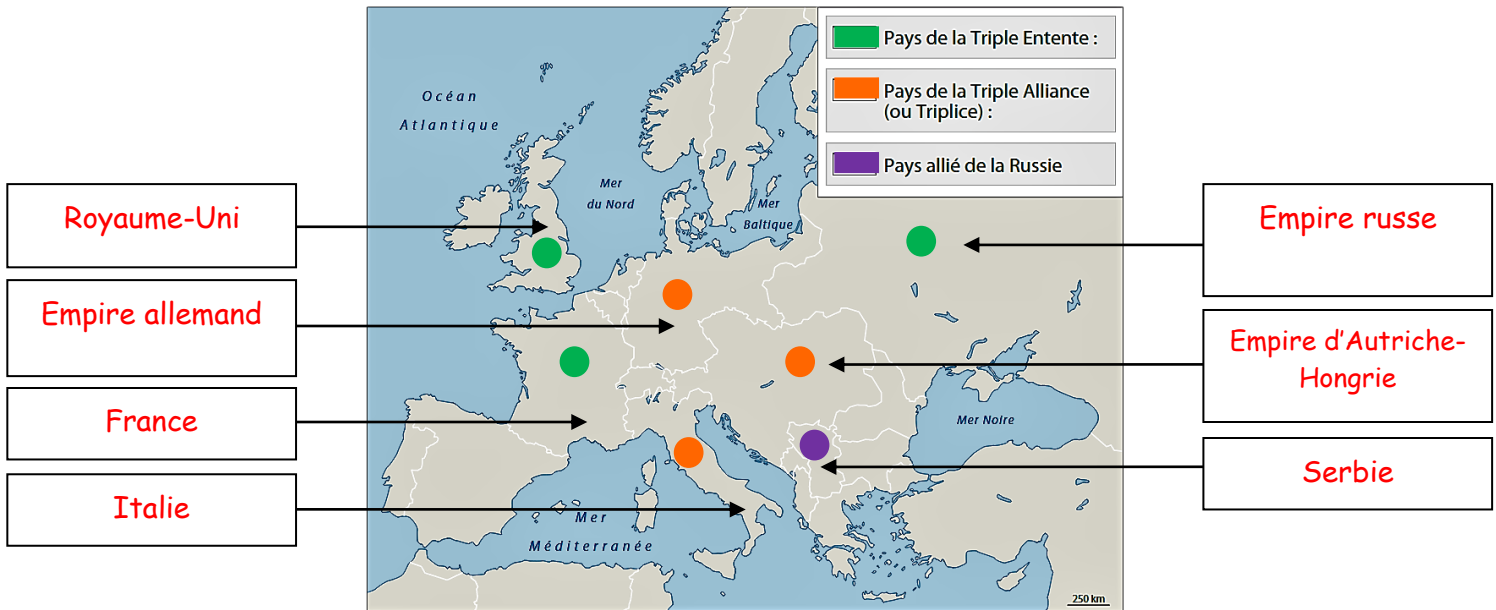 Pays de la Triple Entente :
Pays de la Triple Alliance
(ou Triplice) :
Pays allié de la Russie
Océan
Atlantique
Mer
du Nord
Mer
Baltique
Mer Noire
Mer
Méditerranée
250 km
Royaume-Uni
Empire allemand
France
Italie
Empire russe
Empire d’Autriche-
Hongrie
Serbie